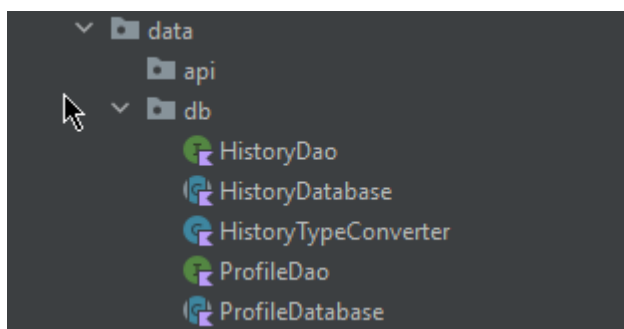 data
api
db
HistoryDao
HistoryDatabase
HistoryTypeConverter
ProfileDao
ProfileDatabase